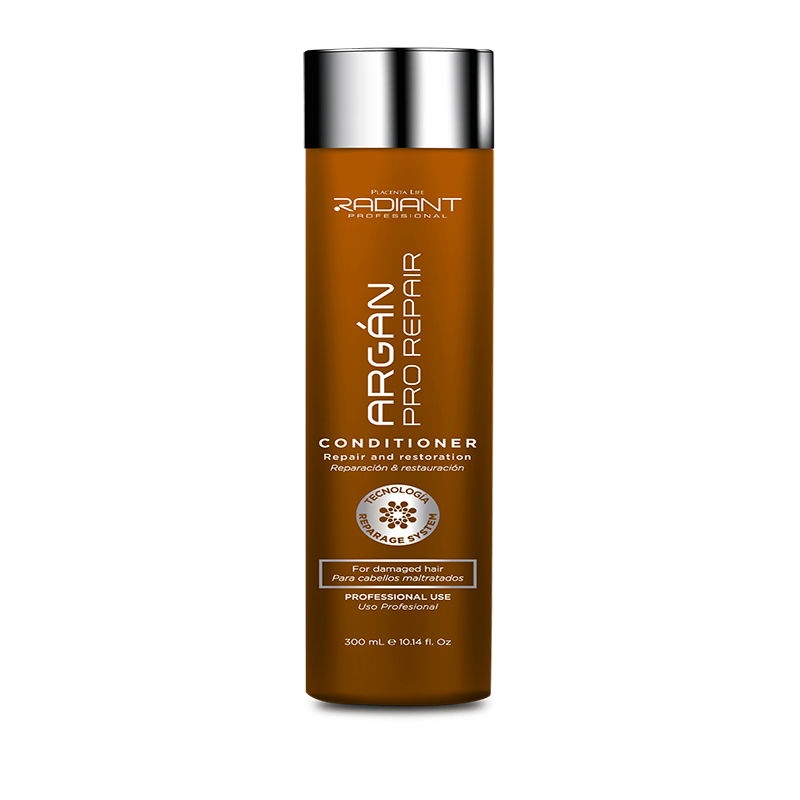 PLACENTA LIFE
RADIANT
PROFESSIONAL
ARGÁN
PRO REPAIR
CONDITIONER
Repair and restoration
Reparación & restauración
TECNOLOGÍA
REPARAGE SYSTEM
For damaged hair
Para cabellos maltratados
PROFESSIONAL USE
Uso Profesional
300 mL ℮ 10.14 fl. Oz